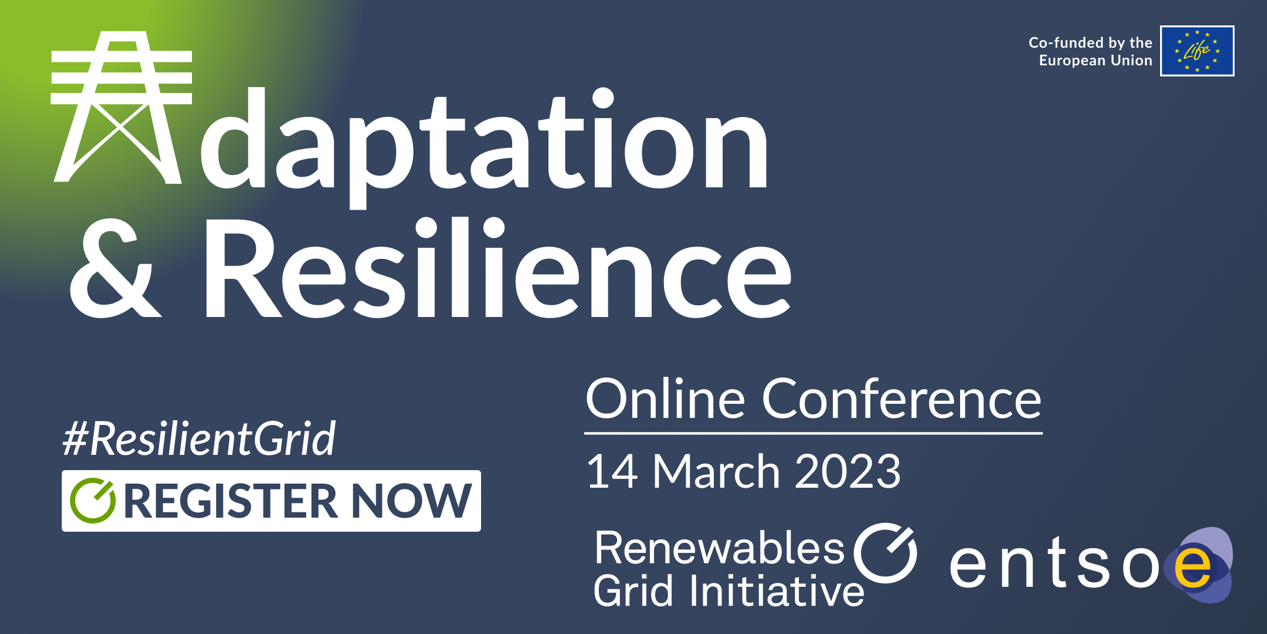 Co-funded by the
European Union
Life
Adaptation
& Resilience
Online Conference
14 March 2023
#ResilientGrid
REGISTER NOW
Renewables
Grid Initiative
entsoe